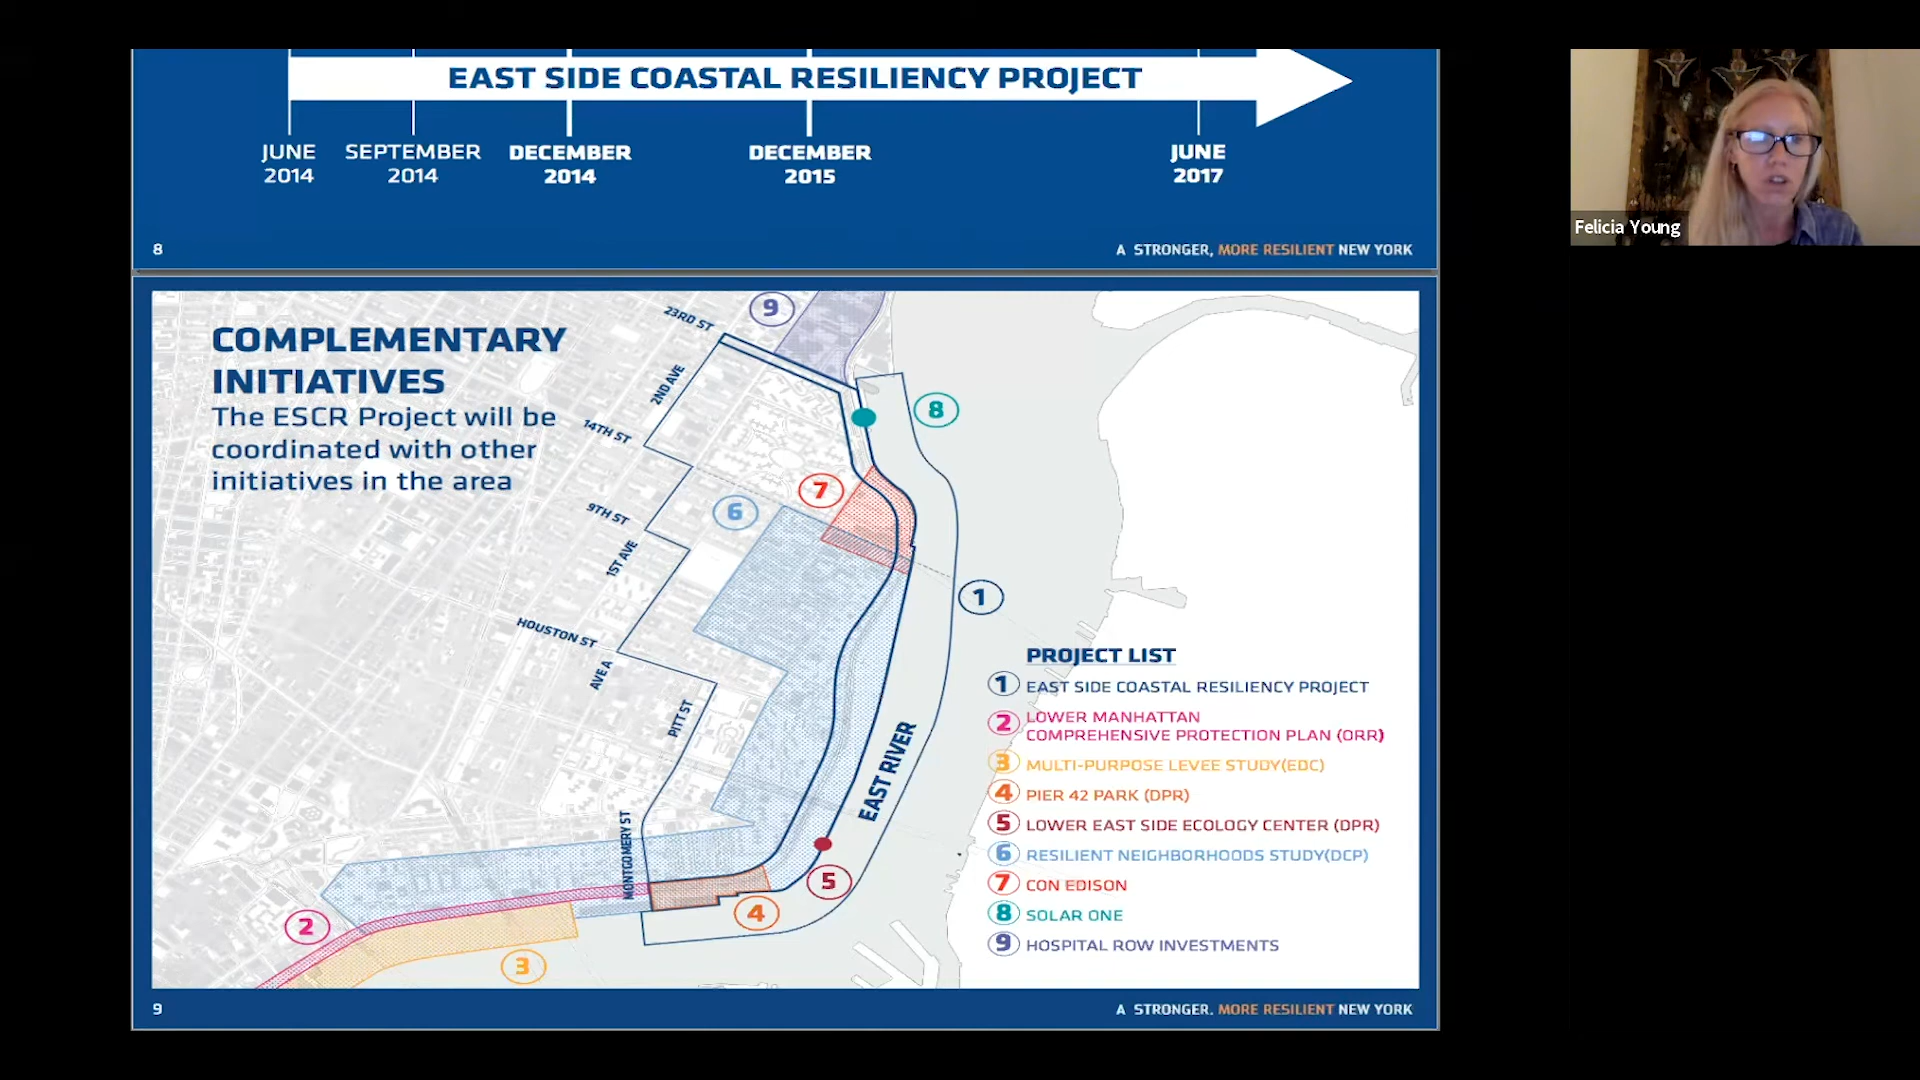 EAST SIDE COASTAL RESILIENCY PROJECT
JUNE
2014
SEPTEMBER
2014
DECEMBER
2014
DECEMBER
2015
JUNE
2017
8
A STRONGER, MORE RESILIENT NEW YORK
Felicia Young
COMPLEMENTARY
INITIATIVES
The ESCR Project will be
coordinated with other
initiatives in the area
23RD ST
2ND AVE
14TH ST
9TH ST
1ST AVE
HOUSTON ST
AVE A
PITT ST
MONTGOMERY ST
EAST RIVER
9
8
7
6
1
5
4
2
3
PROJECT LIST
1 EAST SIDE COASTAL RESILIENCY PROJECT
2 LOWER MANHATTAN
COMPREHENSIVE PROTECTION PLAN (ORR)
3 MULTI-PURPOSE LEVEE STUDY(EDC)
4 PIER 42 PARK (DPR)
5 LOWER EAST SIDE ECOLOGY CENTER (DPR)
6 RESILIENT NEIGHBORHOODS STUDY(DCP)
7 CON EDISON
8 SOLAR ONE
9 HOSPITAL ROW INVESTMENTS
9
A STRONGER. MORE RESILIENT NEW YORK